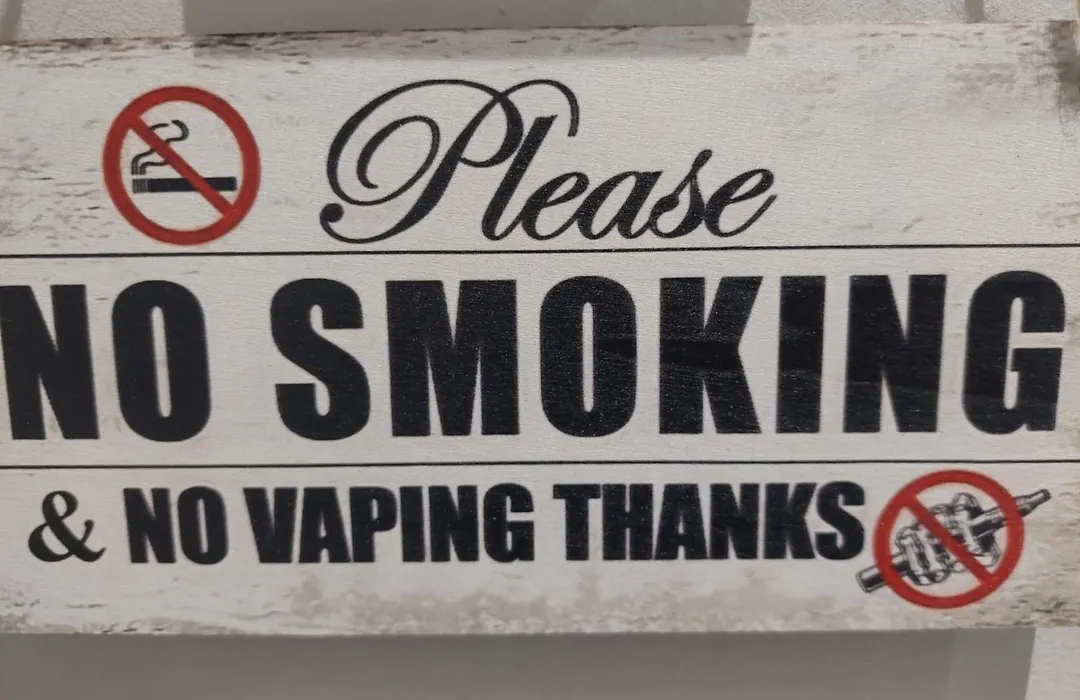 Please
NO SMOKING
& NO VAPING THANKS